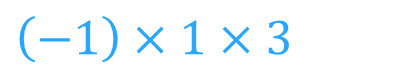 (−1) × 1 × 3